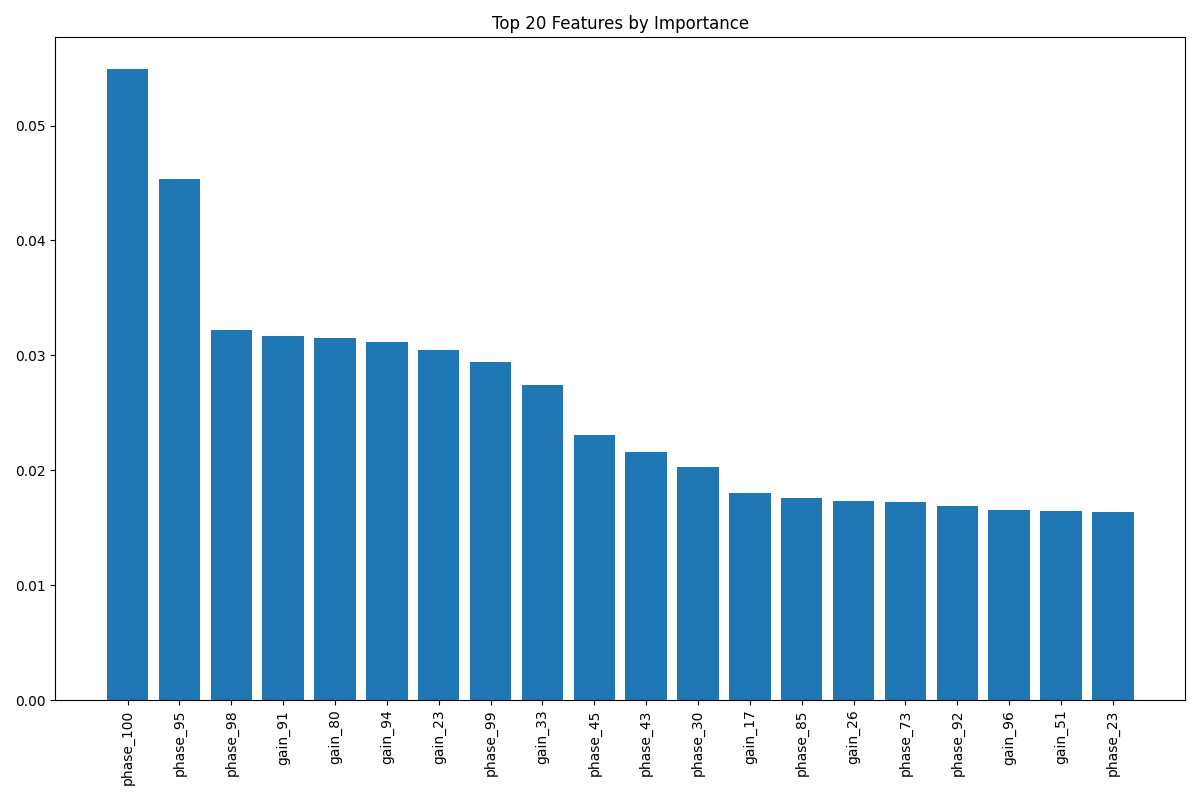 Top 20 Features by Importance
0.05
0.04
0.03
0.02
0.01
0.00
phase_100
phase_95
phase_98
gain_91
gain_80
gain_94
gain_23
phase_99
gain_33
phase_45
phase_43
phase_30
gain_17
phase_85
gain_26
phase_73
phase_92
gain_96
gain_51
phase_23